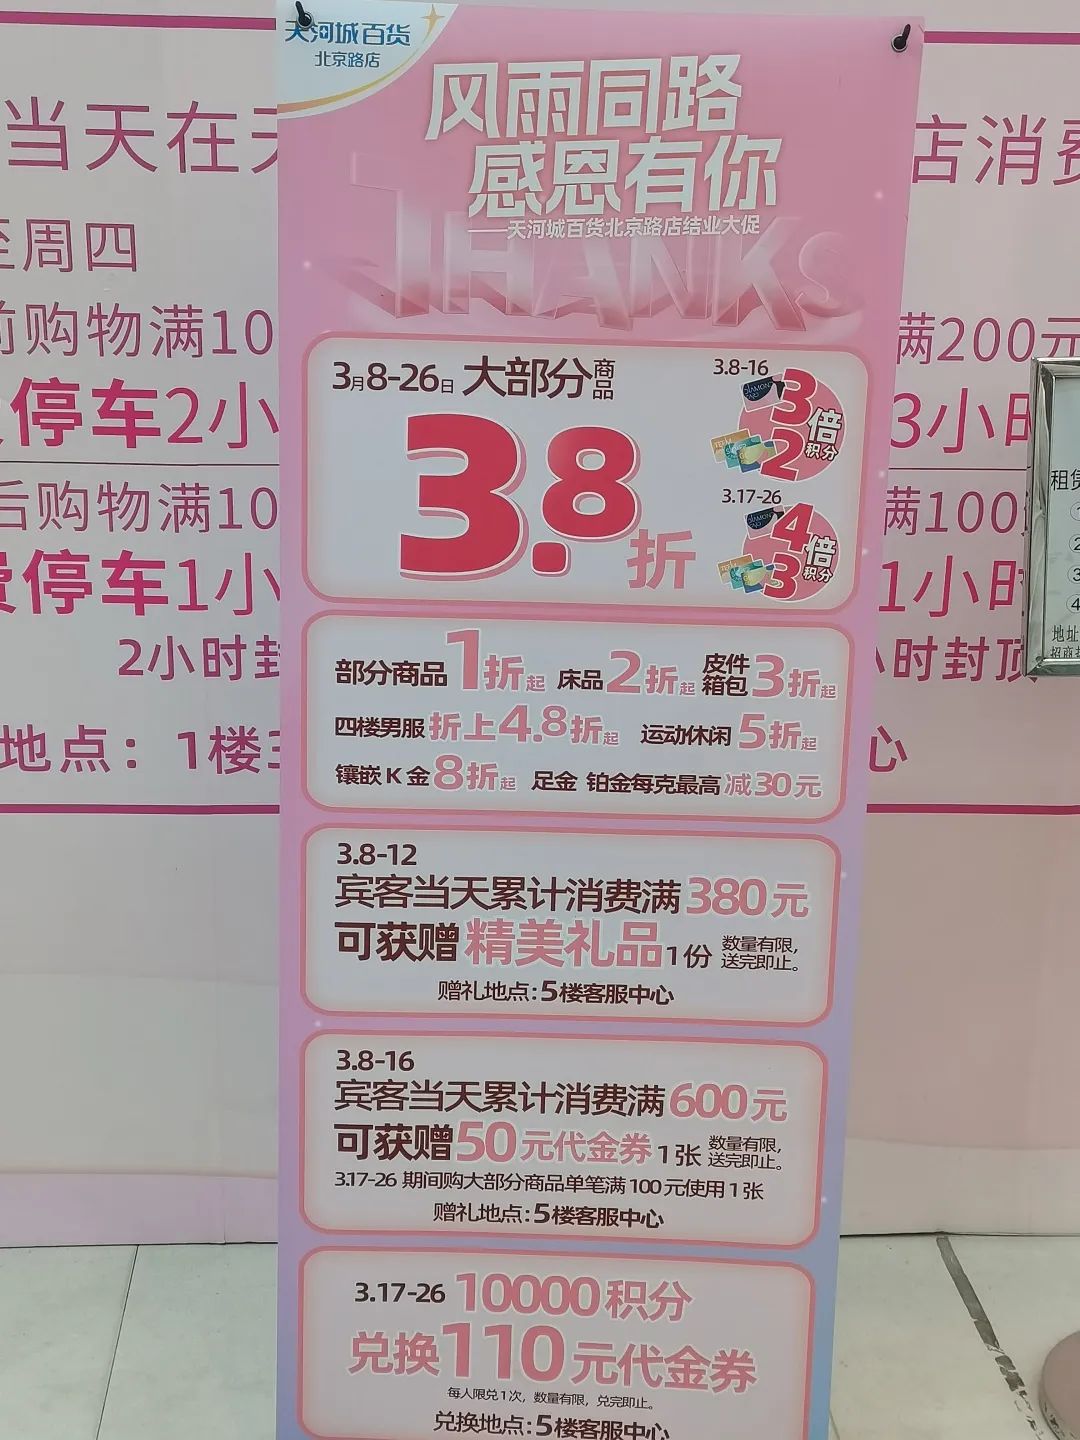 天河城百货
北京路店
风雨同路
感恩有你
——天河城百货北京路店结业大促
THANKS
3月8-26日 大部分商品
3.8折
3.8-16
3
2
倍积分
3.17-26
4
3
倍积分
部分商品1折起 床品2折起 皮件箱包3折起
四楼男服折上4.8折起 运动休闲5折起
镶嵌K金8折起 足金 铂金每克最高减30元
3.8-12
宾客当天累计消费满380元
可获赠精美礼品1份 数量有限,送完即止。
赠礼地点:5楼客服中心
3.8-16
宾客当天累计消费满600元
可获赠50元代金券1张 数量有限,送完即止。
3.17-26 期间购大部分商品单笔满100元使用1张
赠礼地点:5楼客服中心
3.17-26 10000积分
兑换110元代金券
每人限兑1次，数量有限，兑完即止。
兑换地点:5楼客服中心
当天在天
店消费
至周四
前购物满10
满200元
停车2小
3小时
后购物满10
满100
费停车1小
1小时
2小时封
小时封顶
地点：1楼
心
租赁
①
②
③
④
地址